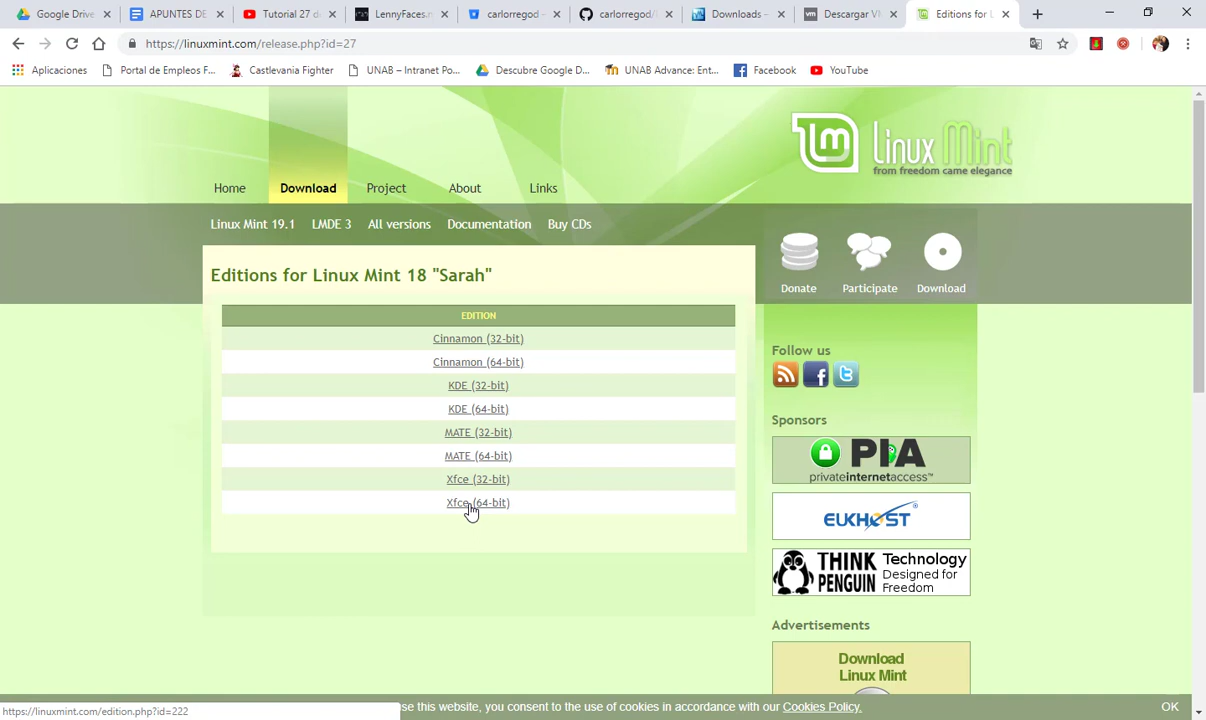 Google Drive
APUNTES DE
Tutorial 27 d
LennyFaces.m
carlorregod
carlorregod/
Downloads –
Descargar VM
Editions for L
https://linuxmint.com/release.php?id=27
Aplicaciones
Portal de Empleos F...
Castlevania Fighter
UNAB – Intranet Po...
Descubre Google D...
UNAB Advance: Ent...
Facebook
YouTube
Linux Mint
from freedom came elegance
Home
Download
Project
About
Links
Linux Mint 19.1
LMDE 3
All versions
Documentation
Buy CDs
Donate
Participate
Download
Editions for Linux Mint 18 "Sarah"
EDITION
Cinnamon (32-bit)
Cinnamon (64-bit)
KDE (32-bit)
KDE (64-bit)
MATE (32-bit)
MATE (64-bit)
Xfce (32-bit)
Xfce (64-bit)
Follow us
Sponsors
PIA
privateinternetaccess™
EUKHOST
THINK PENGUIN
Technology Designed for Freedom
Advertisements
Download Linux Mint
https://linuxmint.com/edition.php?id=222
se this website, you consent to the use of cookies in accordance with our Cookies Policy.
OK